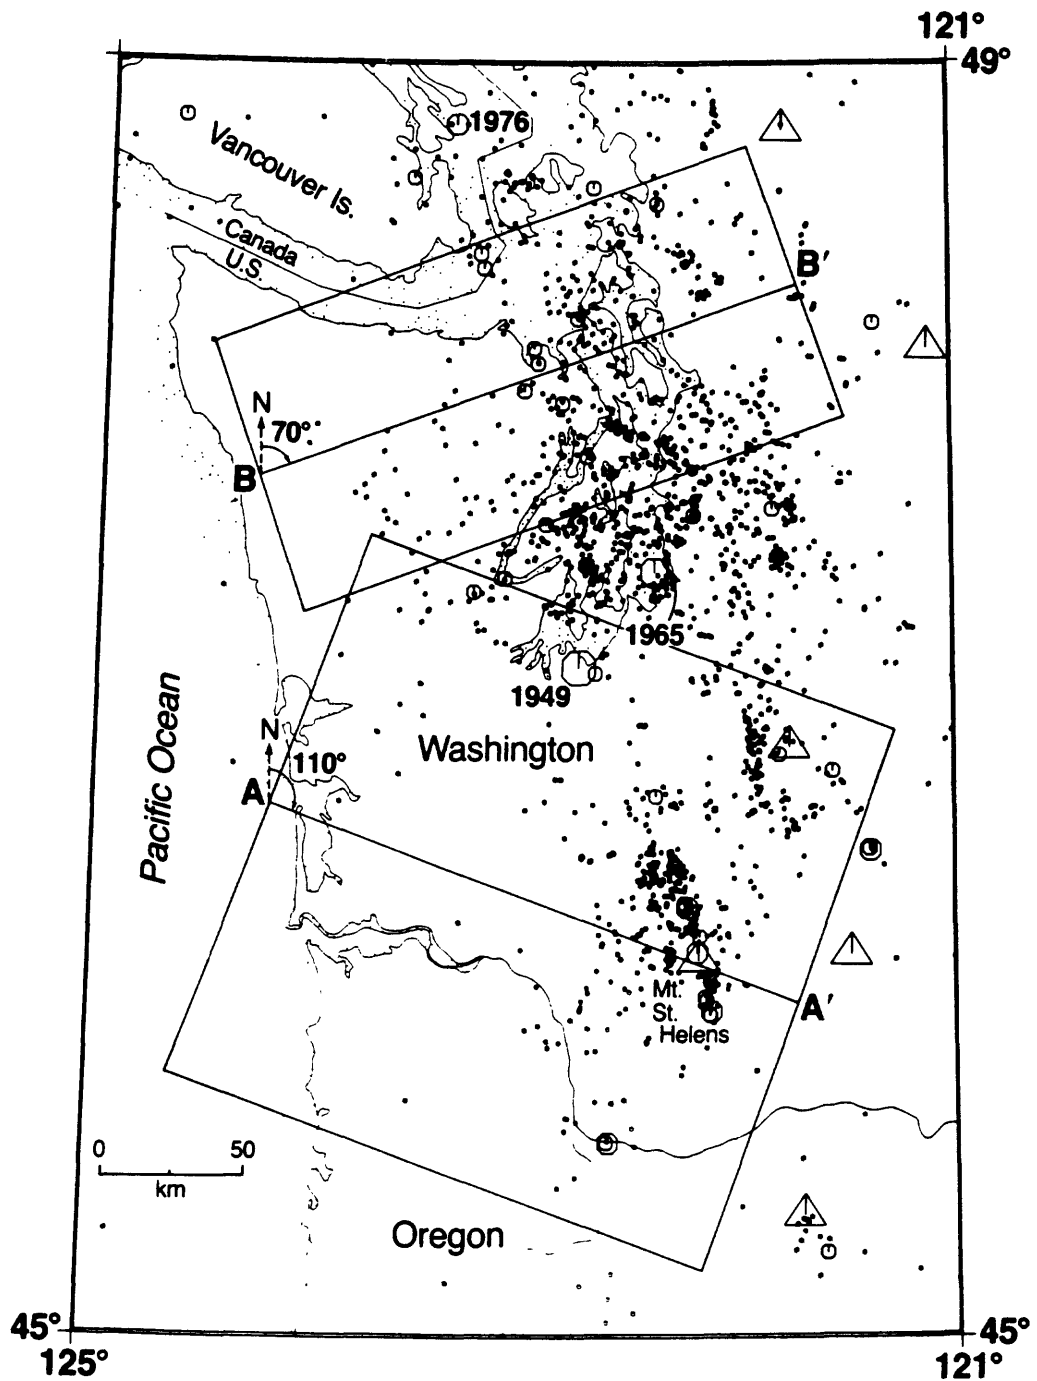 121°
49°
1976
Vancouver Is.
Canada
U.S.
B'
N
70°
B
1965
1949
Washington
N
110°
A
Pacific Ocean
Mt.
St.
Helens
A'
0 50
km
Oregon
45° 45°
125° 121°